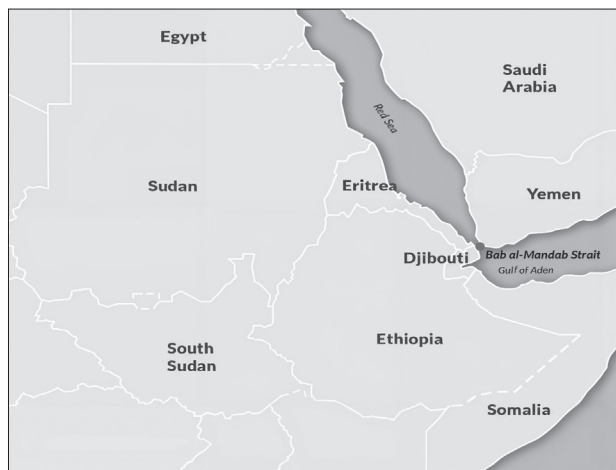 Egypt
Saudi
Arabia
Red Sea
Sudan
Eritrea
Yemen
Djibouti
Bab al-Mandab Strait
Gulf of Aden
Ethiopia
South
Sudan
Somalia